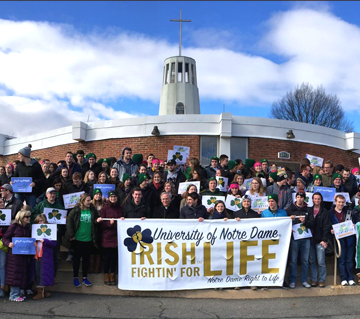 University of Notre Dame
IRISH
FIGHTIN' FOR
LIFE
Notre Dame Right to Life